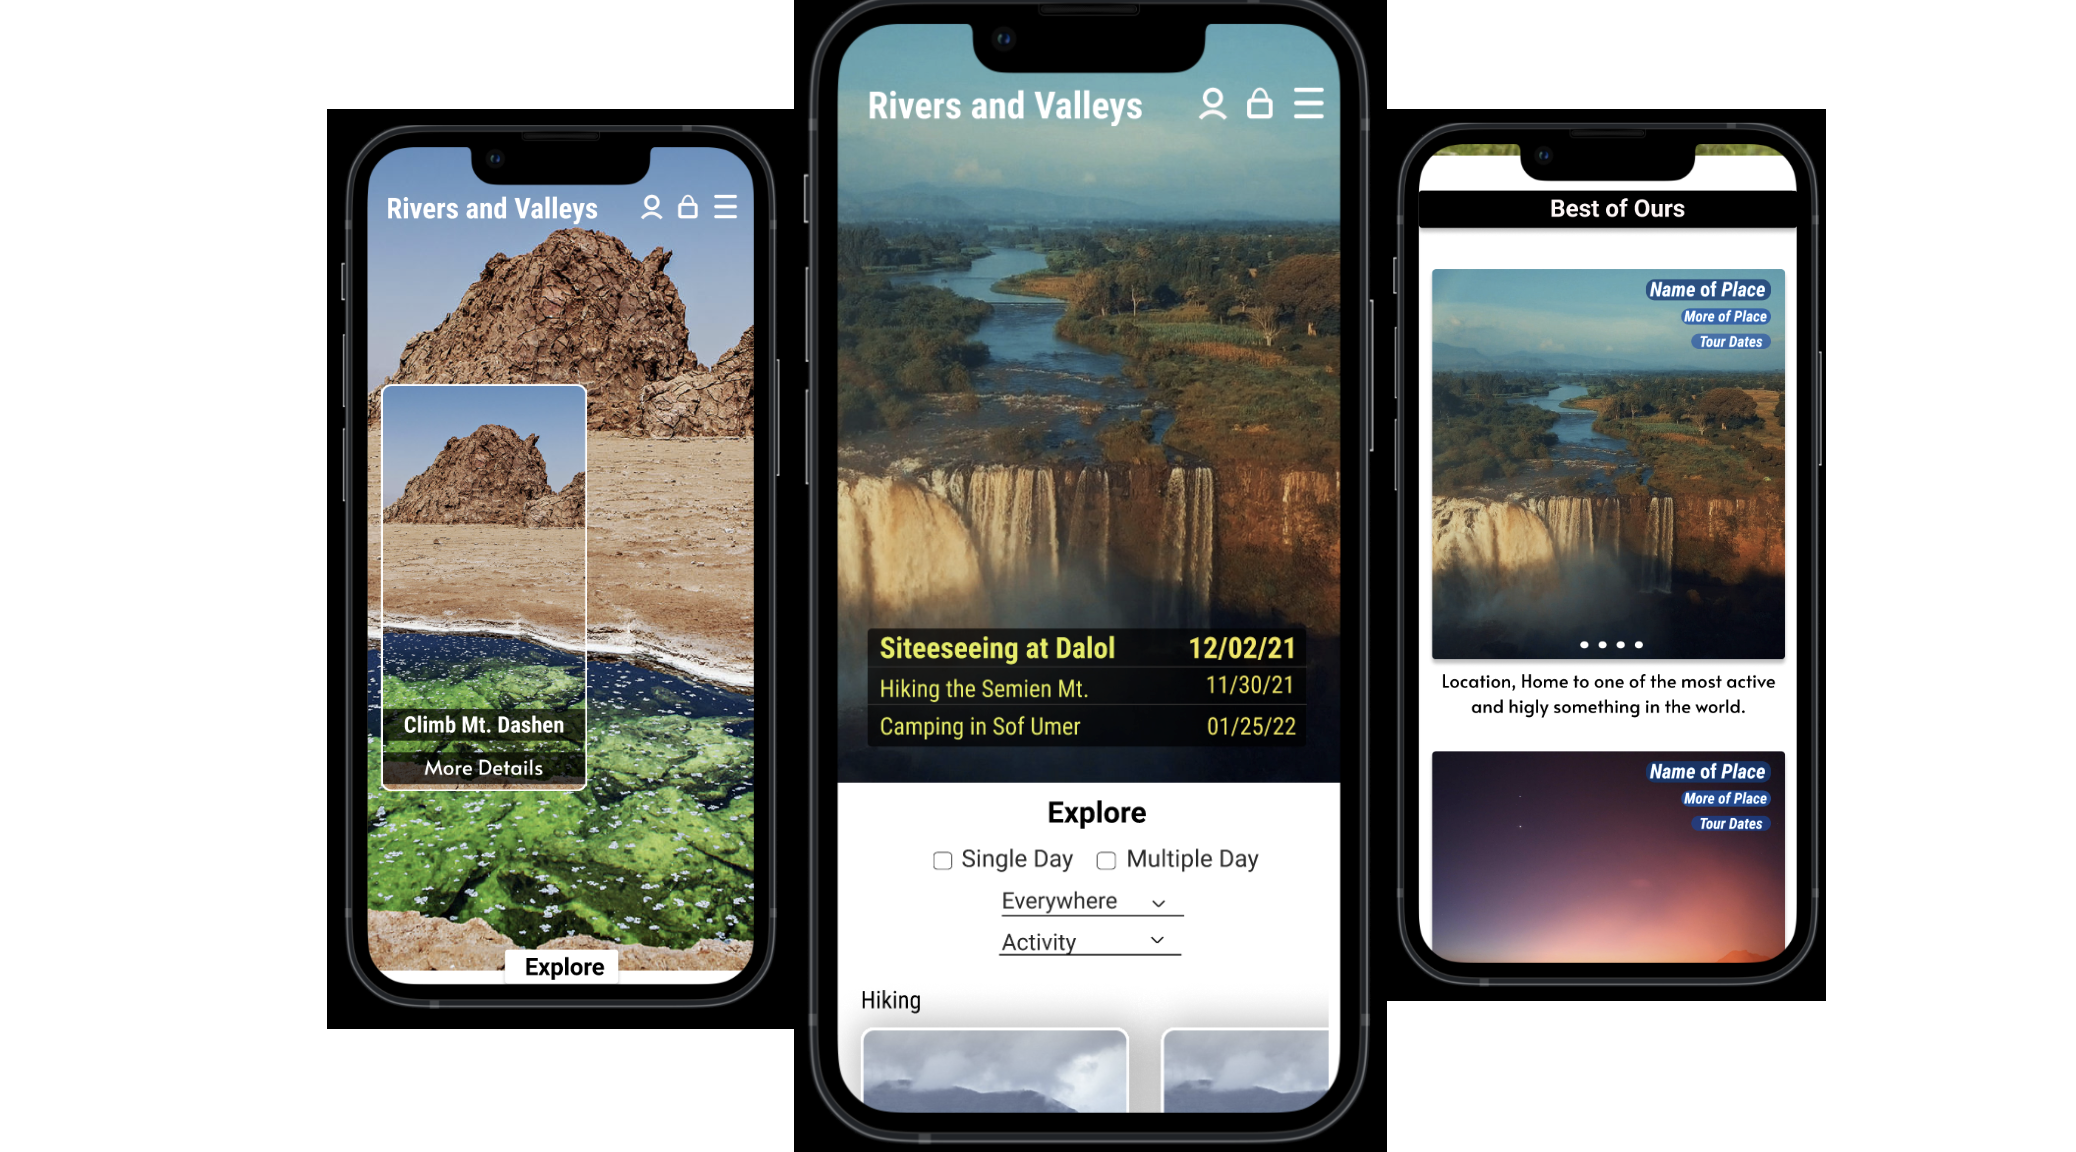 Rivers and Valleys
Climb Mt. Dashen
More Details
Explore
Rivers and Valleys
Siteeseeing at Dalol 12/02/21
Hiking the Semien Mt. 11/30/21
Camping in Sof Umer 01/25/22
Explore
Single Day Multiple Day
Everywhere
Activity
Hiking
Best of Ours
Name of Place
More of Place
Tour Dates
Location, Home to one of the most active
and higly something in the world.
Name of Place
More of Place
Tour Dates